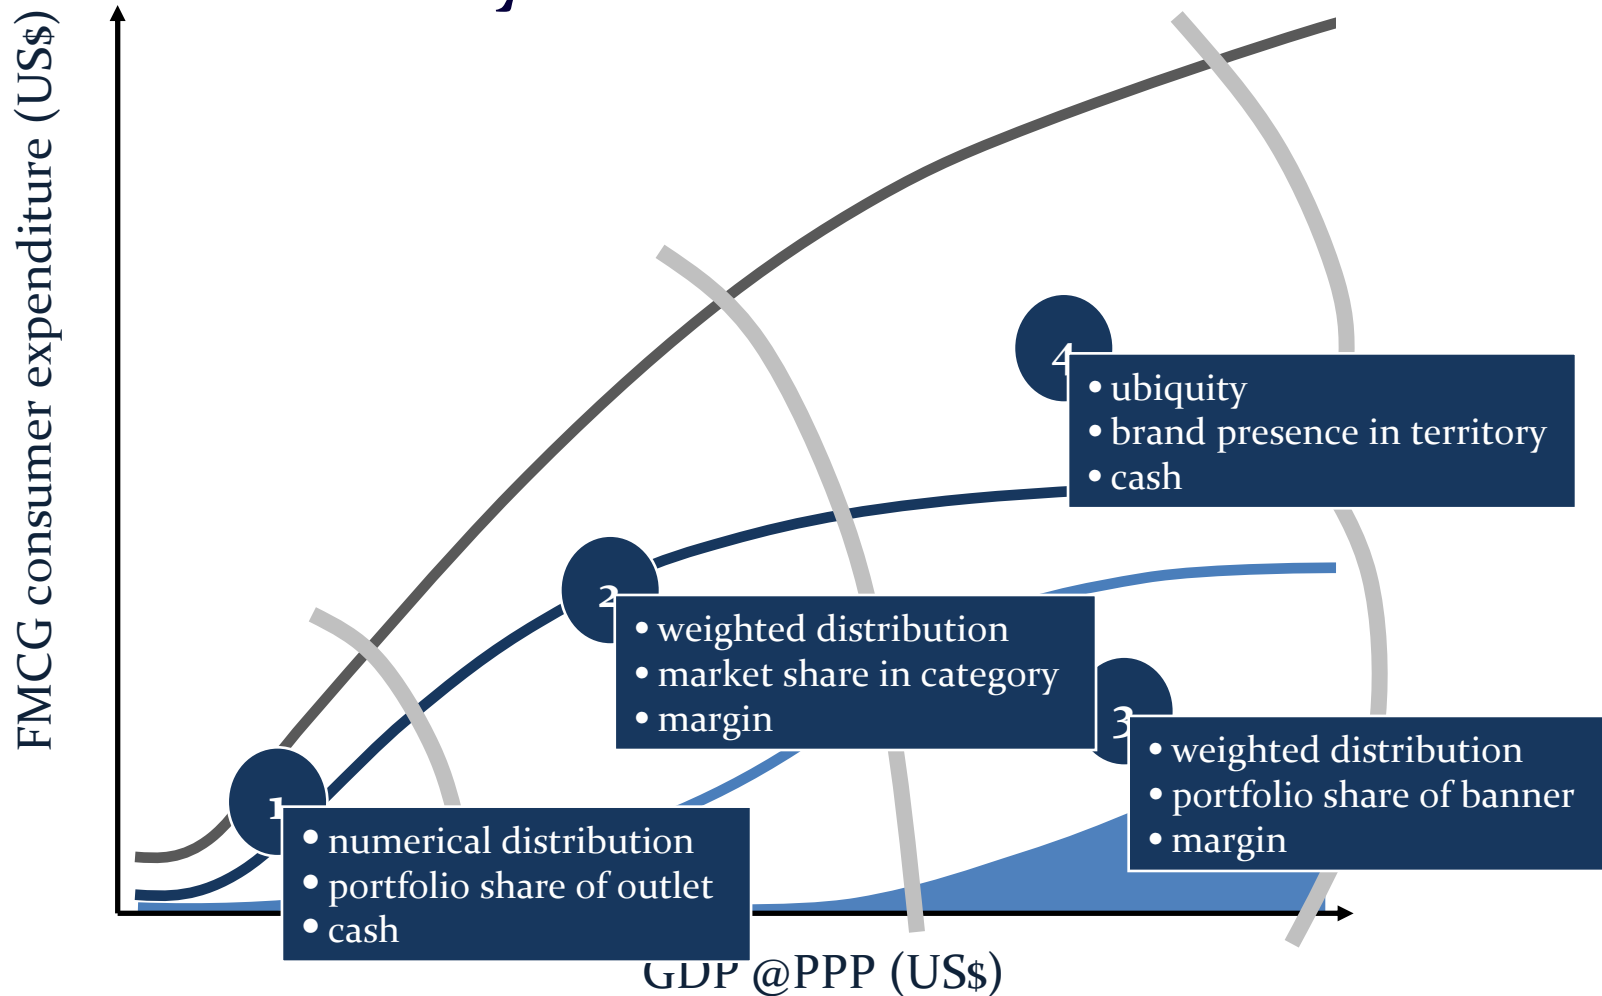 FMCG consumer expenditure (US$)
4
• ubiquity
• brand presence in territory
• cash
2
• weighted distribution
• market share in category
• margin
3
• weighted distribution
• portfolio share of banner
• margin
1
• numerical distribution
• portfolio share of outlet
• cash
GDP @PPP (US$)